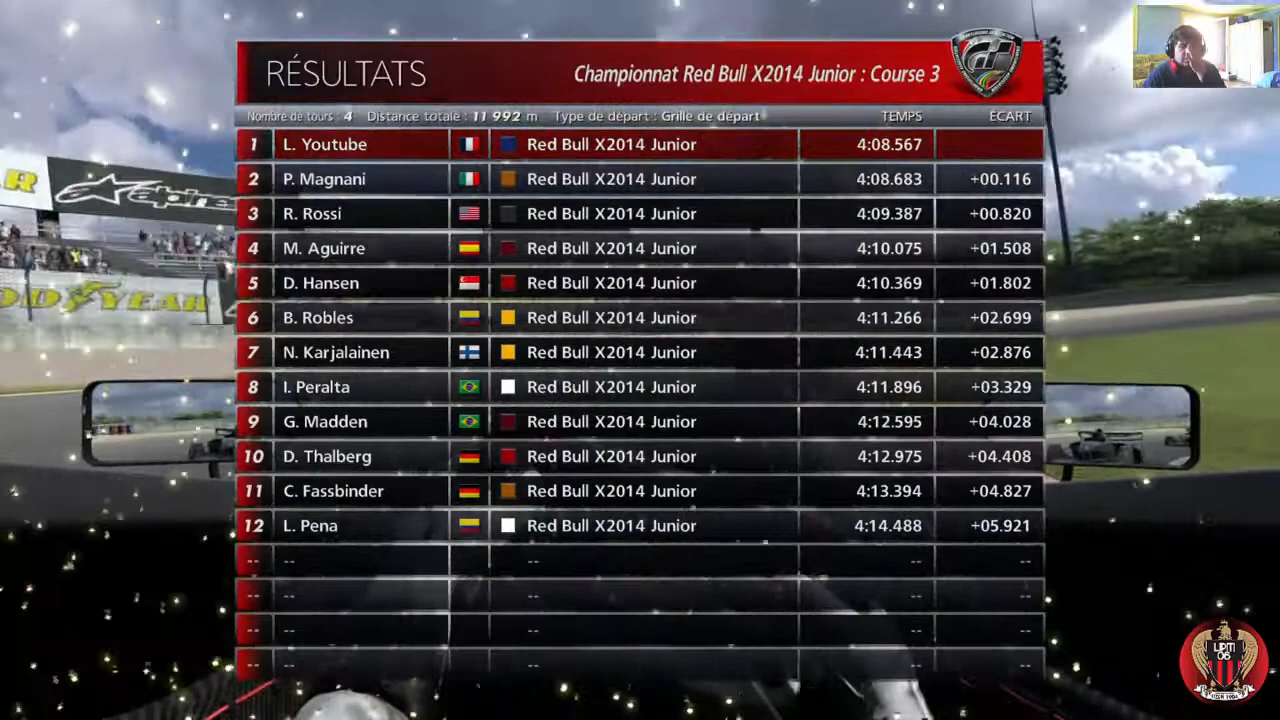 RÉSULTATS
Championnat Red Bull X2014 Junior : Course 3
Nombre de tours : 4 Distance totale : 11 992 m Type de départ : Grille de départ TEMPS ÉCART
1 L. Youtube Red Bull X2014 Junior 4:08.567
2 P. Magnani Red Bull X2014 Junior 4:08.683 +00.116
3 R. Rossi Red Bull X2014 Junior 4:09.387 +00.820
4 M. Aguirre Red Bull X2014 Junior 4:10.075 +01.508
5 D. Hansen Red Bull X2014 Junior 4:10.369 +01.802
6 B. Robles Red Bull X2014 Junior 4:11.266 +02.699
7 N. Karjalainen Red Bull X2014 Junior 4:11.443 +02.876
8 I. Peralta Red Bull X2014 Junior 4:11.896 +03.329
9 G. Madden Red Bull X2014 Junior 4:12.595 +04.028
10 D. Thalberg Red Bull X2014 Junior 4:12.975 +04.408
11 C. Fassbinder Red Bull X2014 Junior 4:13.394 +04.827
12 L. Pena Red Bull X2014 Junior 4:14.488 +05.921
-- -- -- -- --
-- -- -- -- --
-- -- -- -- --
-- -- -- -- --
alpine